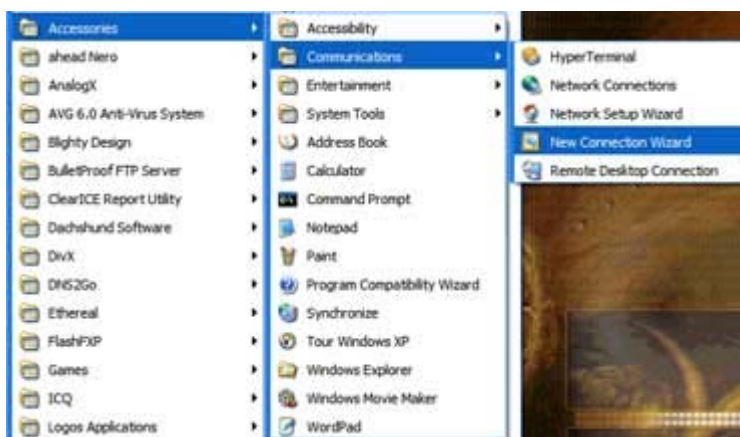 Accessories
ahead Nero
AnalogX
AVG 6.0 Anti-Virus System
Blighty Design
BulletProof FTP Server
ClearICE Report Utility
Dachshund Software
DivX
DNS2Go
Ethereal
FlashFXP
Games
ICQ
Logos Applications
Accessibility
Communications
Entertainment
System Tools
Address Book
Calculator
Command Prompt
Notepad
Paint
Program Compatibility Wizard
Synchronize
Tour Windows XP
Windows Explorer
Windows Movie Maker
WordPad
HyperTerminal
Network Connections
Network Setup Wizard
New Connection Wizard
Remote Desktop Connection